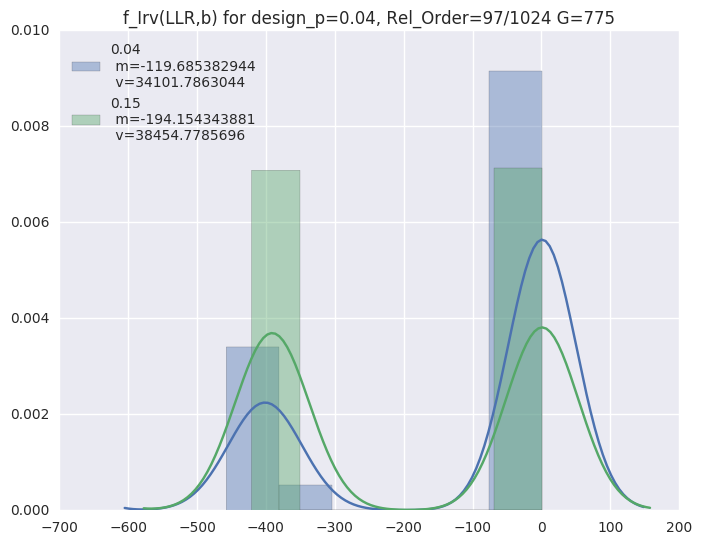 f_Irv(LLR,b) for design_p=0.04, Rel_Order=97/1024 G=775
0.04
m=-119.685382944
v=34101.7863044
0.15
m=-194.154343881
v=38454.7785696
0.010
0.008
0.006
0.004
0.002
0.000
−700 −600 −500 −400 −300 −200 −100 0 100 200